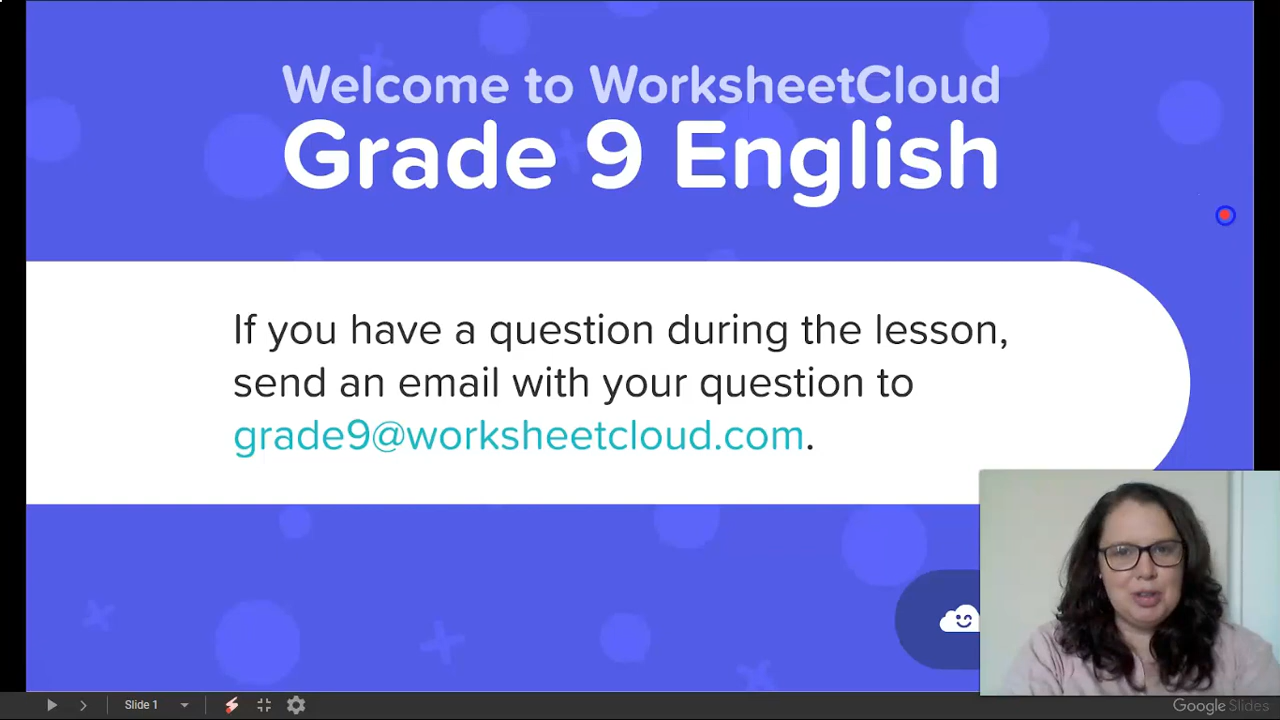 Welcome to WorksheetCloud
Grade 9 English
If you have a question during the lesson,
send an email with your question to
grade9@worksheetcloud.com.
Slide 1
Google Slides